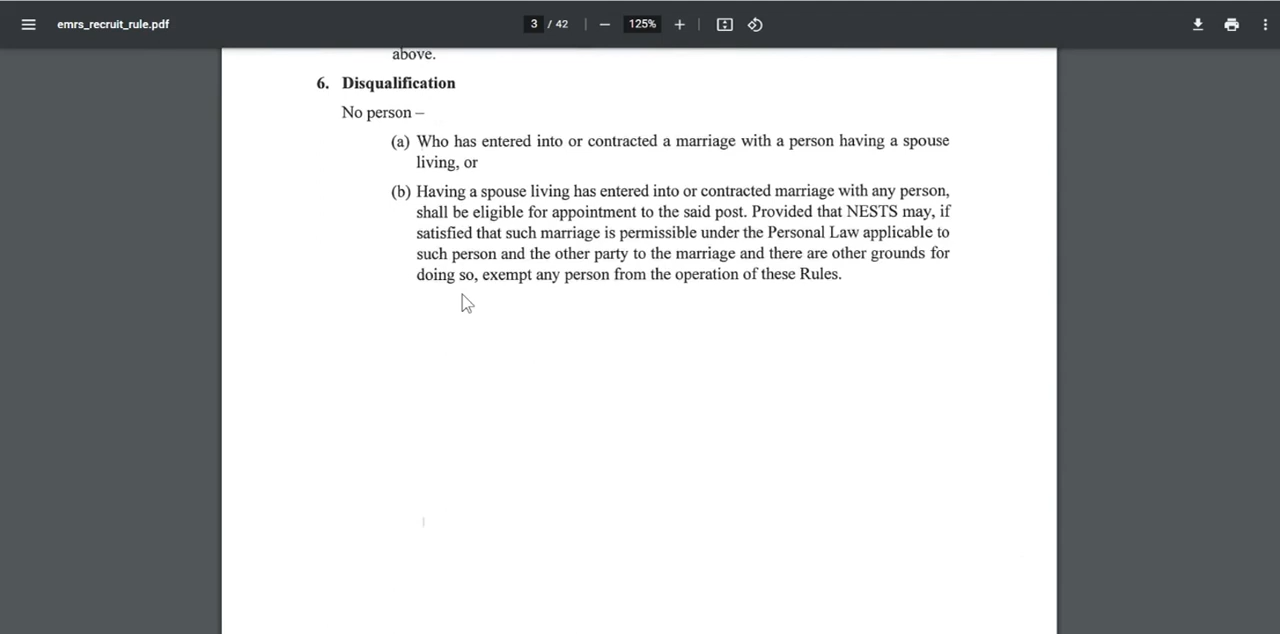 emrs_recruit_rule.pdf
3 / 42
125%
above.
6. Disqualification
No person –
(a) Who has entered into or contracted a marriage with a person having a spouse
living, or
(b) Having a spouse living has entered into or contracted marriage with any person,
shall be eligible for appointment to the said post. Provided that NESTS may, if
satisfied that such marriage is permissible under the Personal Law applicable to
such person and the other party to the marriage and there are other grounds for
doing so, exempt any person from the operation of these Rules.